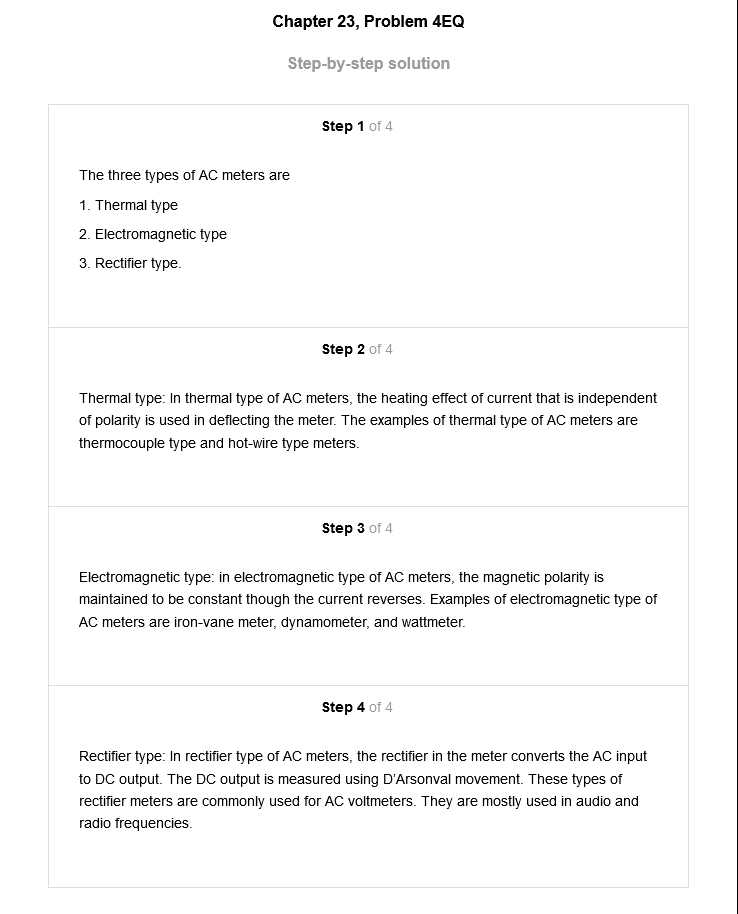 Chapter 23, Problem 4EQ
Step-by-step solution
Step 1 of 4
The three types of AC meters are
1. Thermal type
2. Electromagnetic type
3. Rectifier type.
Step 2 of 4
Thermal type: In thermal type of AC meters, the heating effect of current that is independent
of polarity is used in deflecting the meter. The examples of thermal type of AC meters are
thermocouple type and hot-wire type meters.
Step 3 of 4
Electromagnetic type: in electromagnetic type of AC meters, the magnetic polarity is
maintained to be constant though the current reverses. Examples of electromagnetic type of
AC meters are iron-vane meter, dynamometer, and wattmeter.
Step 4 of 4
Rectifier type: In rectifier type of AC meters, the rectifier in the meter converts the AC input
to DC output. The DC output is measured using D'Arsonval movement. These types of
rectifier meters are commonly used for AC voltmeters. They are mostly used in audio and
radio frequencies.